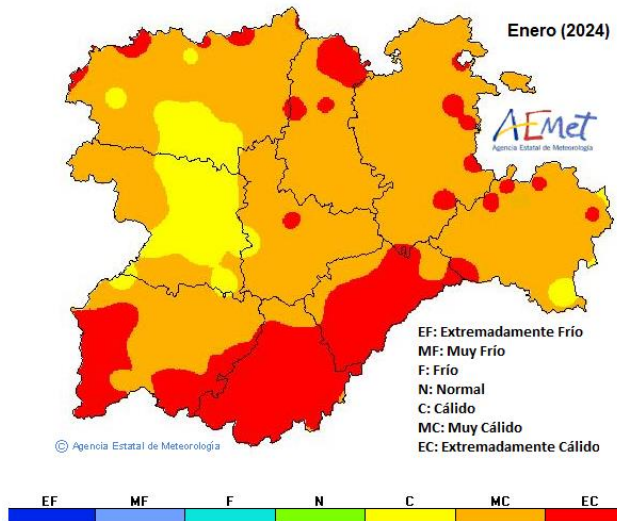 Enero (2024)
AEMet
Agencia Estatal de Meteorología
EF: Extremadamente Frío
MF: Muy Frío
F: Frío
N: Normal
C: Cálido
MC: Muy Cálido
EC: Extremadamente Cálido
© Agencia Estatal de Meteorología
EF MF F N C MC EC